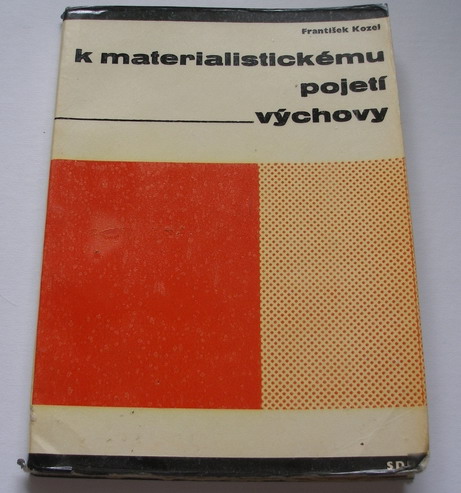 František Kozel
k materialistickému
pojetí
výchovy